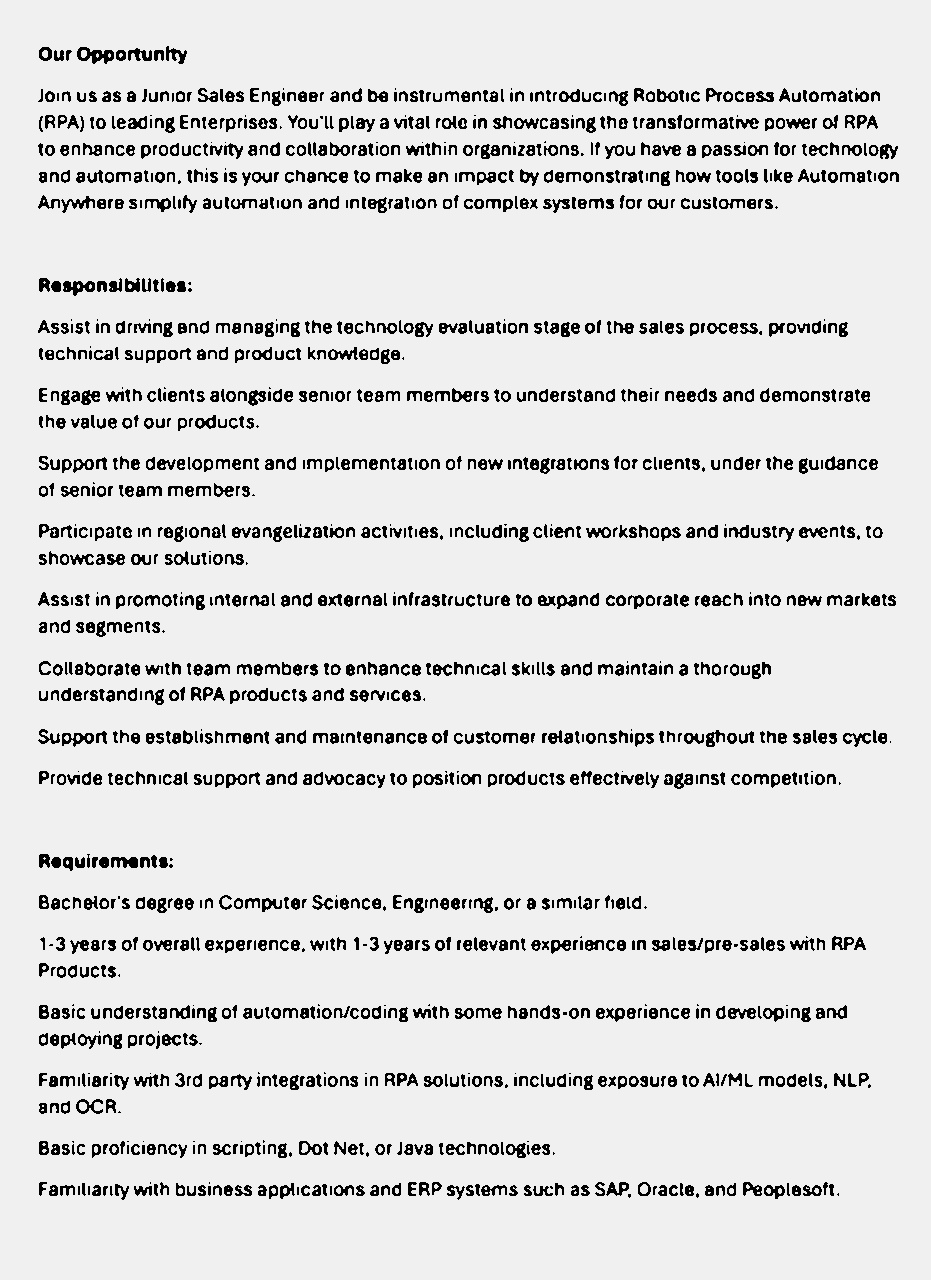 Our Opportunity
Join us as a Junior Sales Engineer and be instrumental in introducing Robotic Process Automation
(RPA) to leading Enterprises. You'll play a vital role in showcasing the transformative power of RPA
to enhance productivity and collaboration within organizations. If you have a passion for technology
and automation, this is your chance to make an impact by demonstrating how tools like Automation
Anywhere simplify automation and integration of complex systems for our customers.
Responsibilities:
Assist in driving and managing the technology evaluation stage of the sales process, providing
technical support and product knowledge.
Engage with clients alongside senior team members to understand their needs and demonstrate
the value of our products.
Support the development and implementation of new integrations for clients, under the guidance
of senior team members.
Participate in regional evangelization activities, including client workshops and industry events, to
showcase our solutions.
Assist in promoting internal and external infrastructure to expand corporate reach into new markets
and segments.
Collaborate with team members to enhance technical skills and maintain a thorough
understanding of RPA products and services.
Support the establishment and maintenance of customer relationships throughout the sales cycle.
Provide technical support and advocacy to position products effectively against competition.
Requirements:
Bachelor's degree in Computer Science, Engineering, or a similar field.
1-3 years of overall experience, with 1-3 years of relevant experience in sales/pre-sales with RPA
Products.
Basic understanding of automation/coding with some hands-on experience in developing and
deploying projects.
Familiarity with 3rd party integrations in RPA solutions, including exposure to AI/ML models, NLP,
and OCR.
Basic proficiency in scripting, Dot Net, or Java technologies.
Familiarity with business applications and ERP systems such as SAP, Oracle, and Peoplesoft.